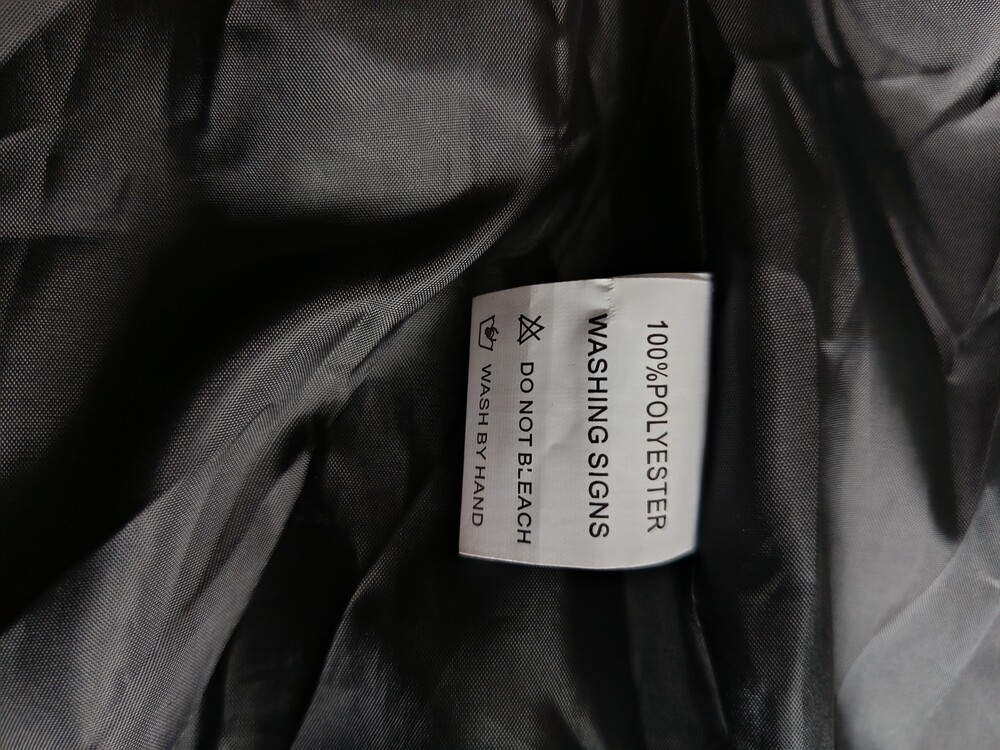 100%POLYESTER
WASHING SIGNS
DO NOT BLEACH
WASH BY HAND